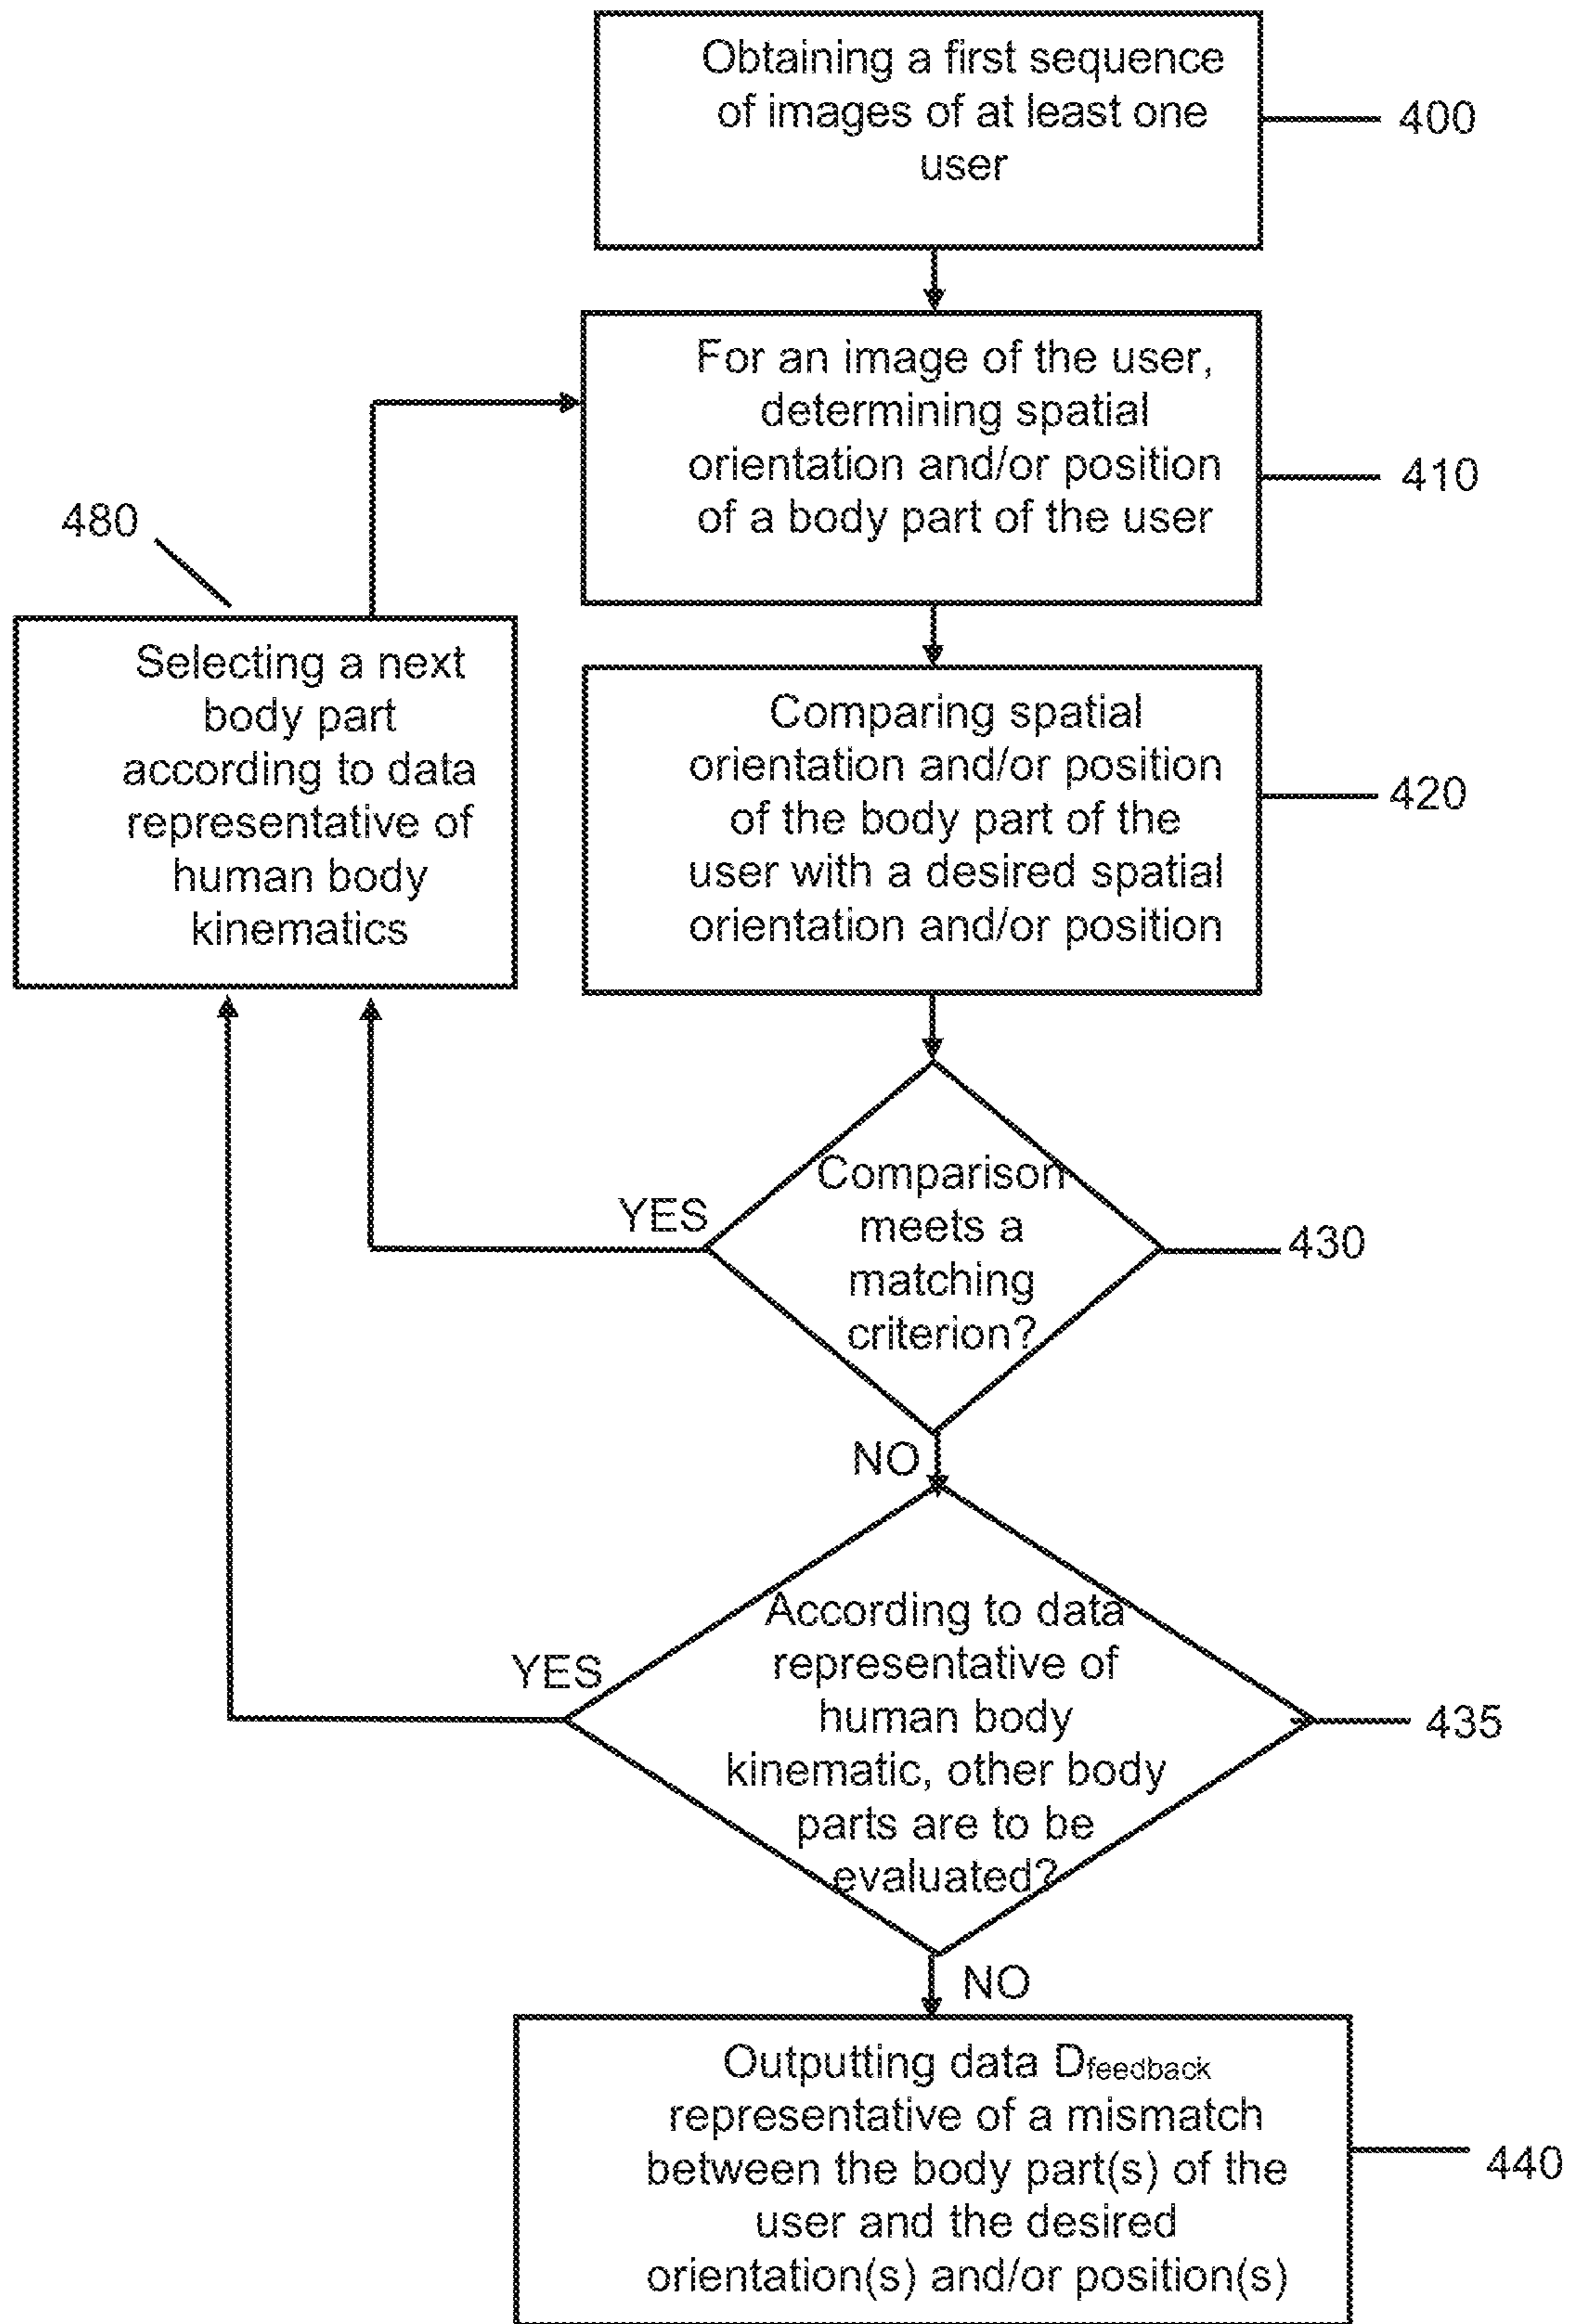 Obtaining a first sequence
of images of at least one
user
400
For an image of the user,
determining spatial
orientation and/or position
of a body part of the user
410
480
Selecting a next
body part
according to data
representative of
human body
kinematics
Comparing spatial
orientation and/or position
of the body part of the
user with a desired spatial
orientation and/or position
420
Comparison
meets a
matching
criterion?
YES
430
NO
According to data
representative of
human body
kinematic, other body
parts are to be
evaluated?
YES
435
NO
Outputting data Dfeedback
representative of a mismatch
between the body part(s) of the
user and the desired
orientation(s) and/or position(s)
440